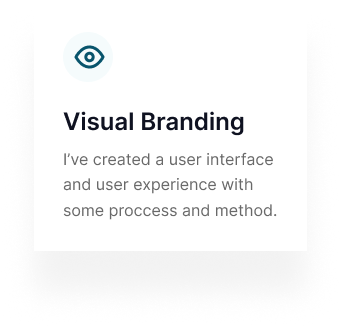 Visual Branding
I’ve created a user interface
and user experience with
some proccess and method.